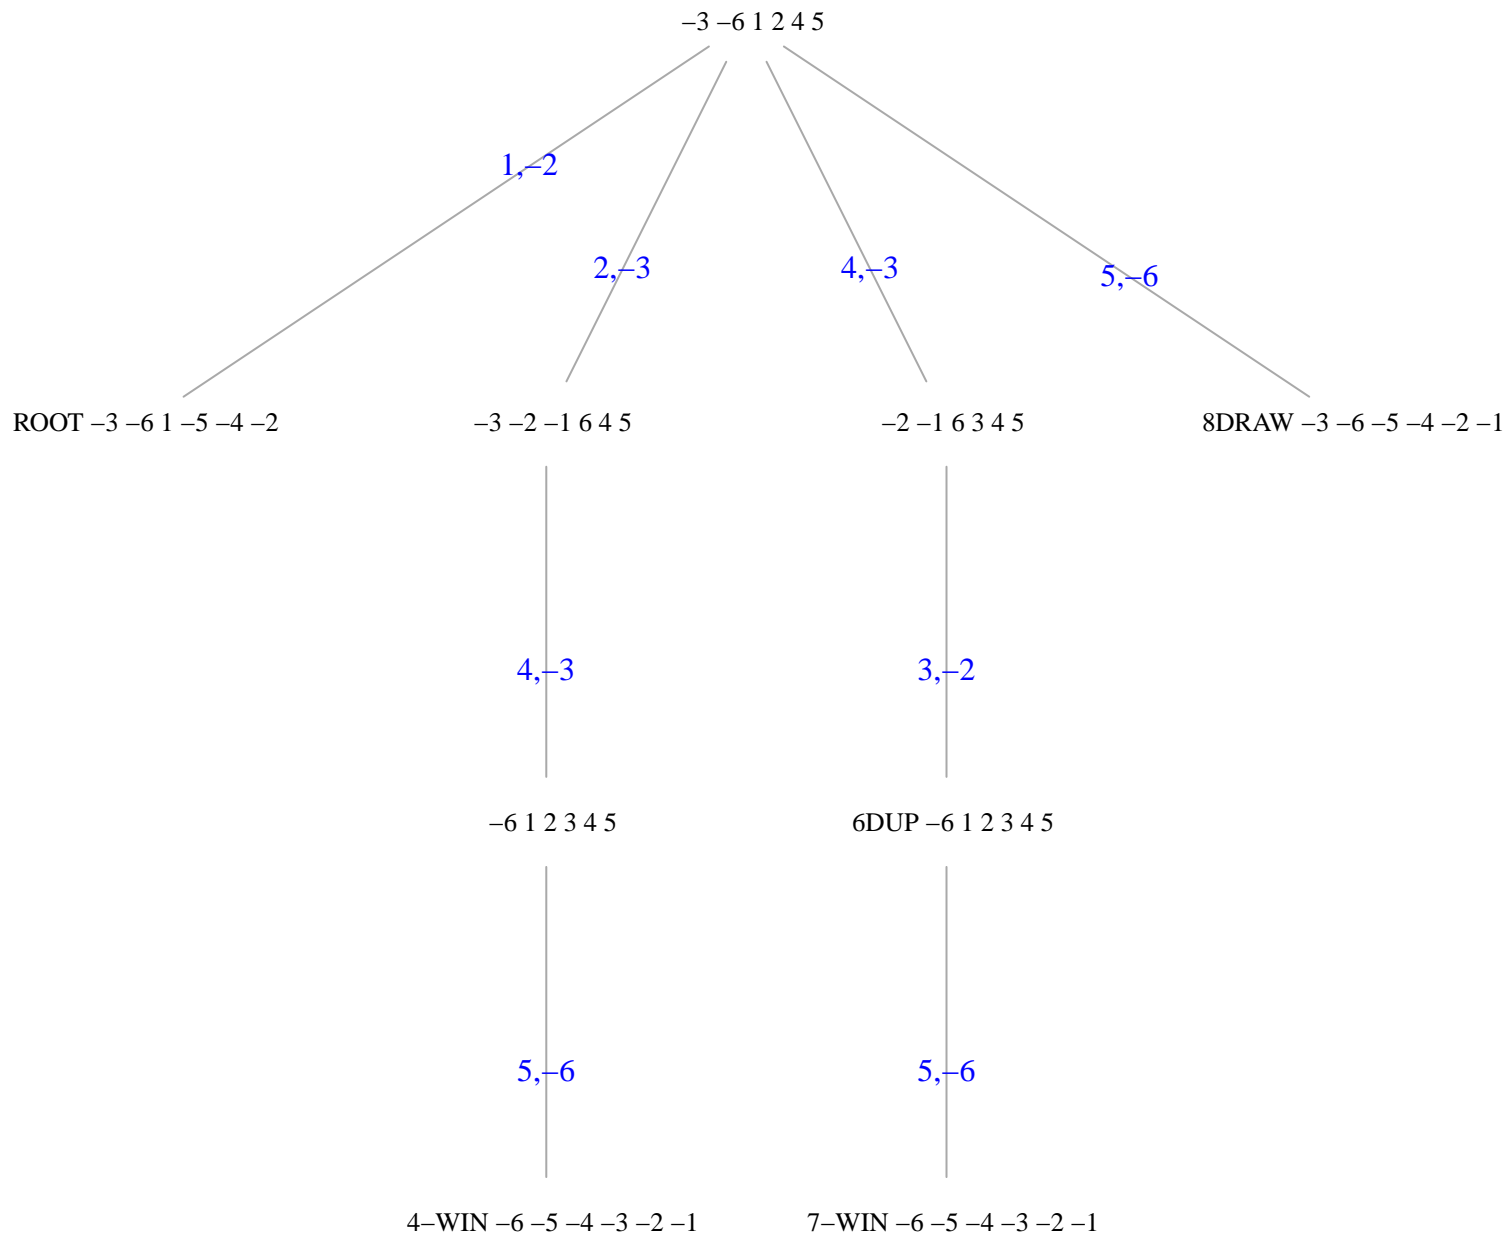 –3 –6 1 2 4 5
1,–2
2,–3
4,–3
5,–6
ROOT –3 –6 1 –5 –4 –2
–3 –2 –1 6 4 5
–2 –1 6 3 4 5
8DRAW –3 –6 –5 –4 –2 –1
4,–3
3,–2
–6 1 2 3 4 5
6DUP –6 1 2 3 4 5
5,–6
5,–6
4–WIN –6 –5 –4 –3 –2 –1
7–WIN –6 –5 –4 –3 –2 –1